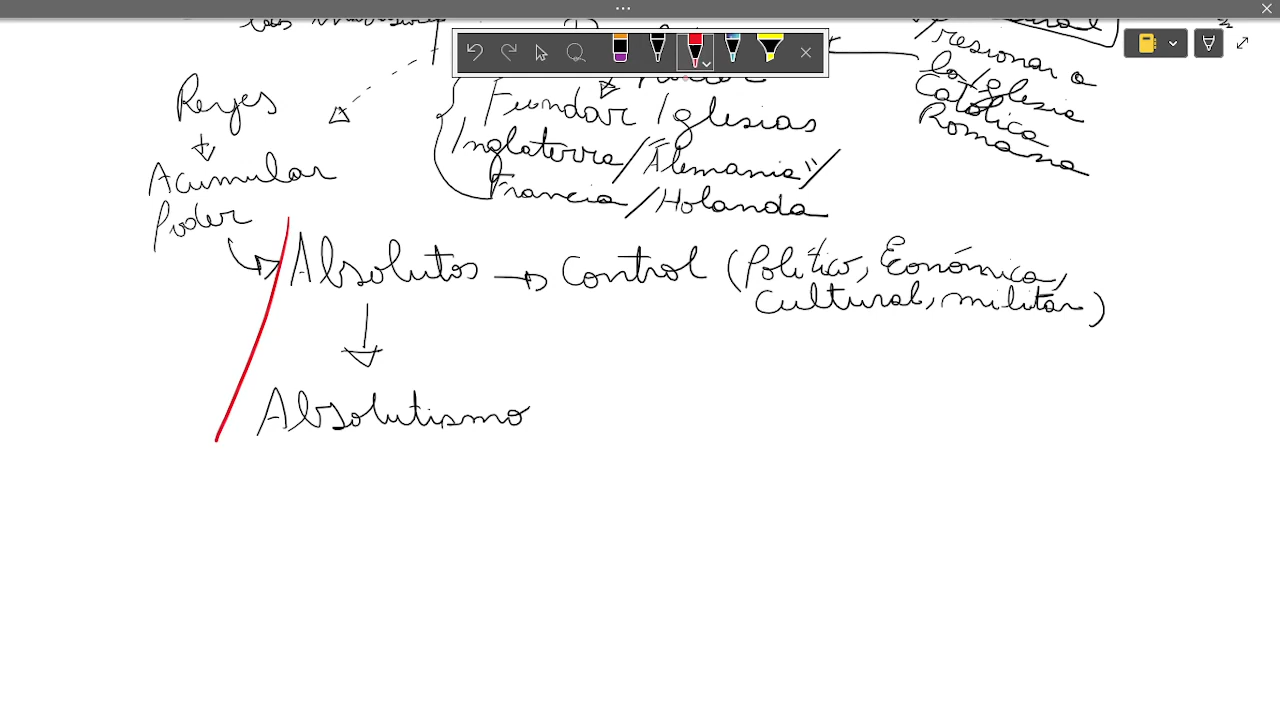 Reyes
Acumular
Poder
Fundar Iglesias
Inglaterra/"Alemania"/
Francia/Holanda
Presionar a
la Iglesia
Católica
Romana
Absolutos → Control (Político, Económica,
Cultural, militar)
Absolutismo